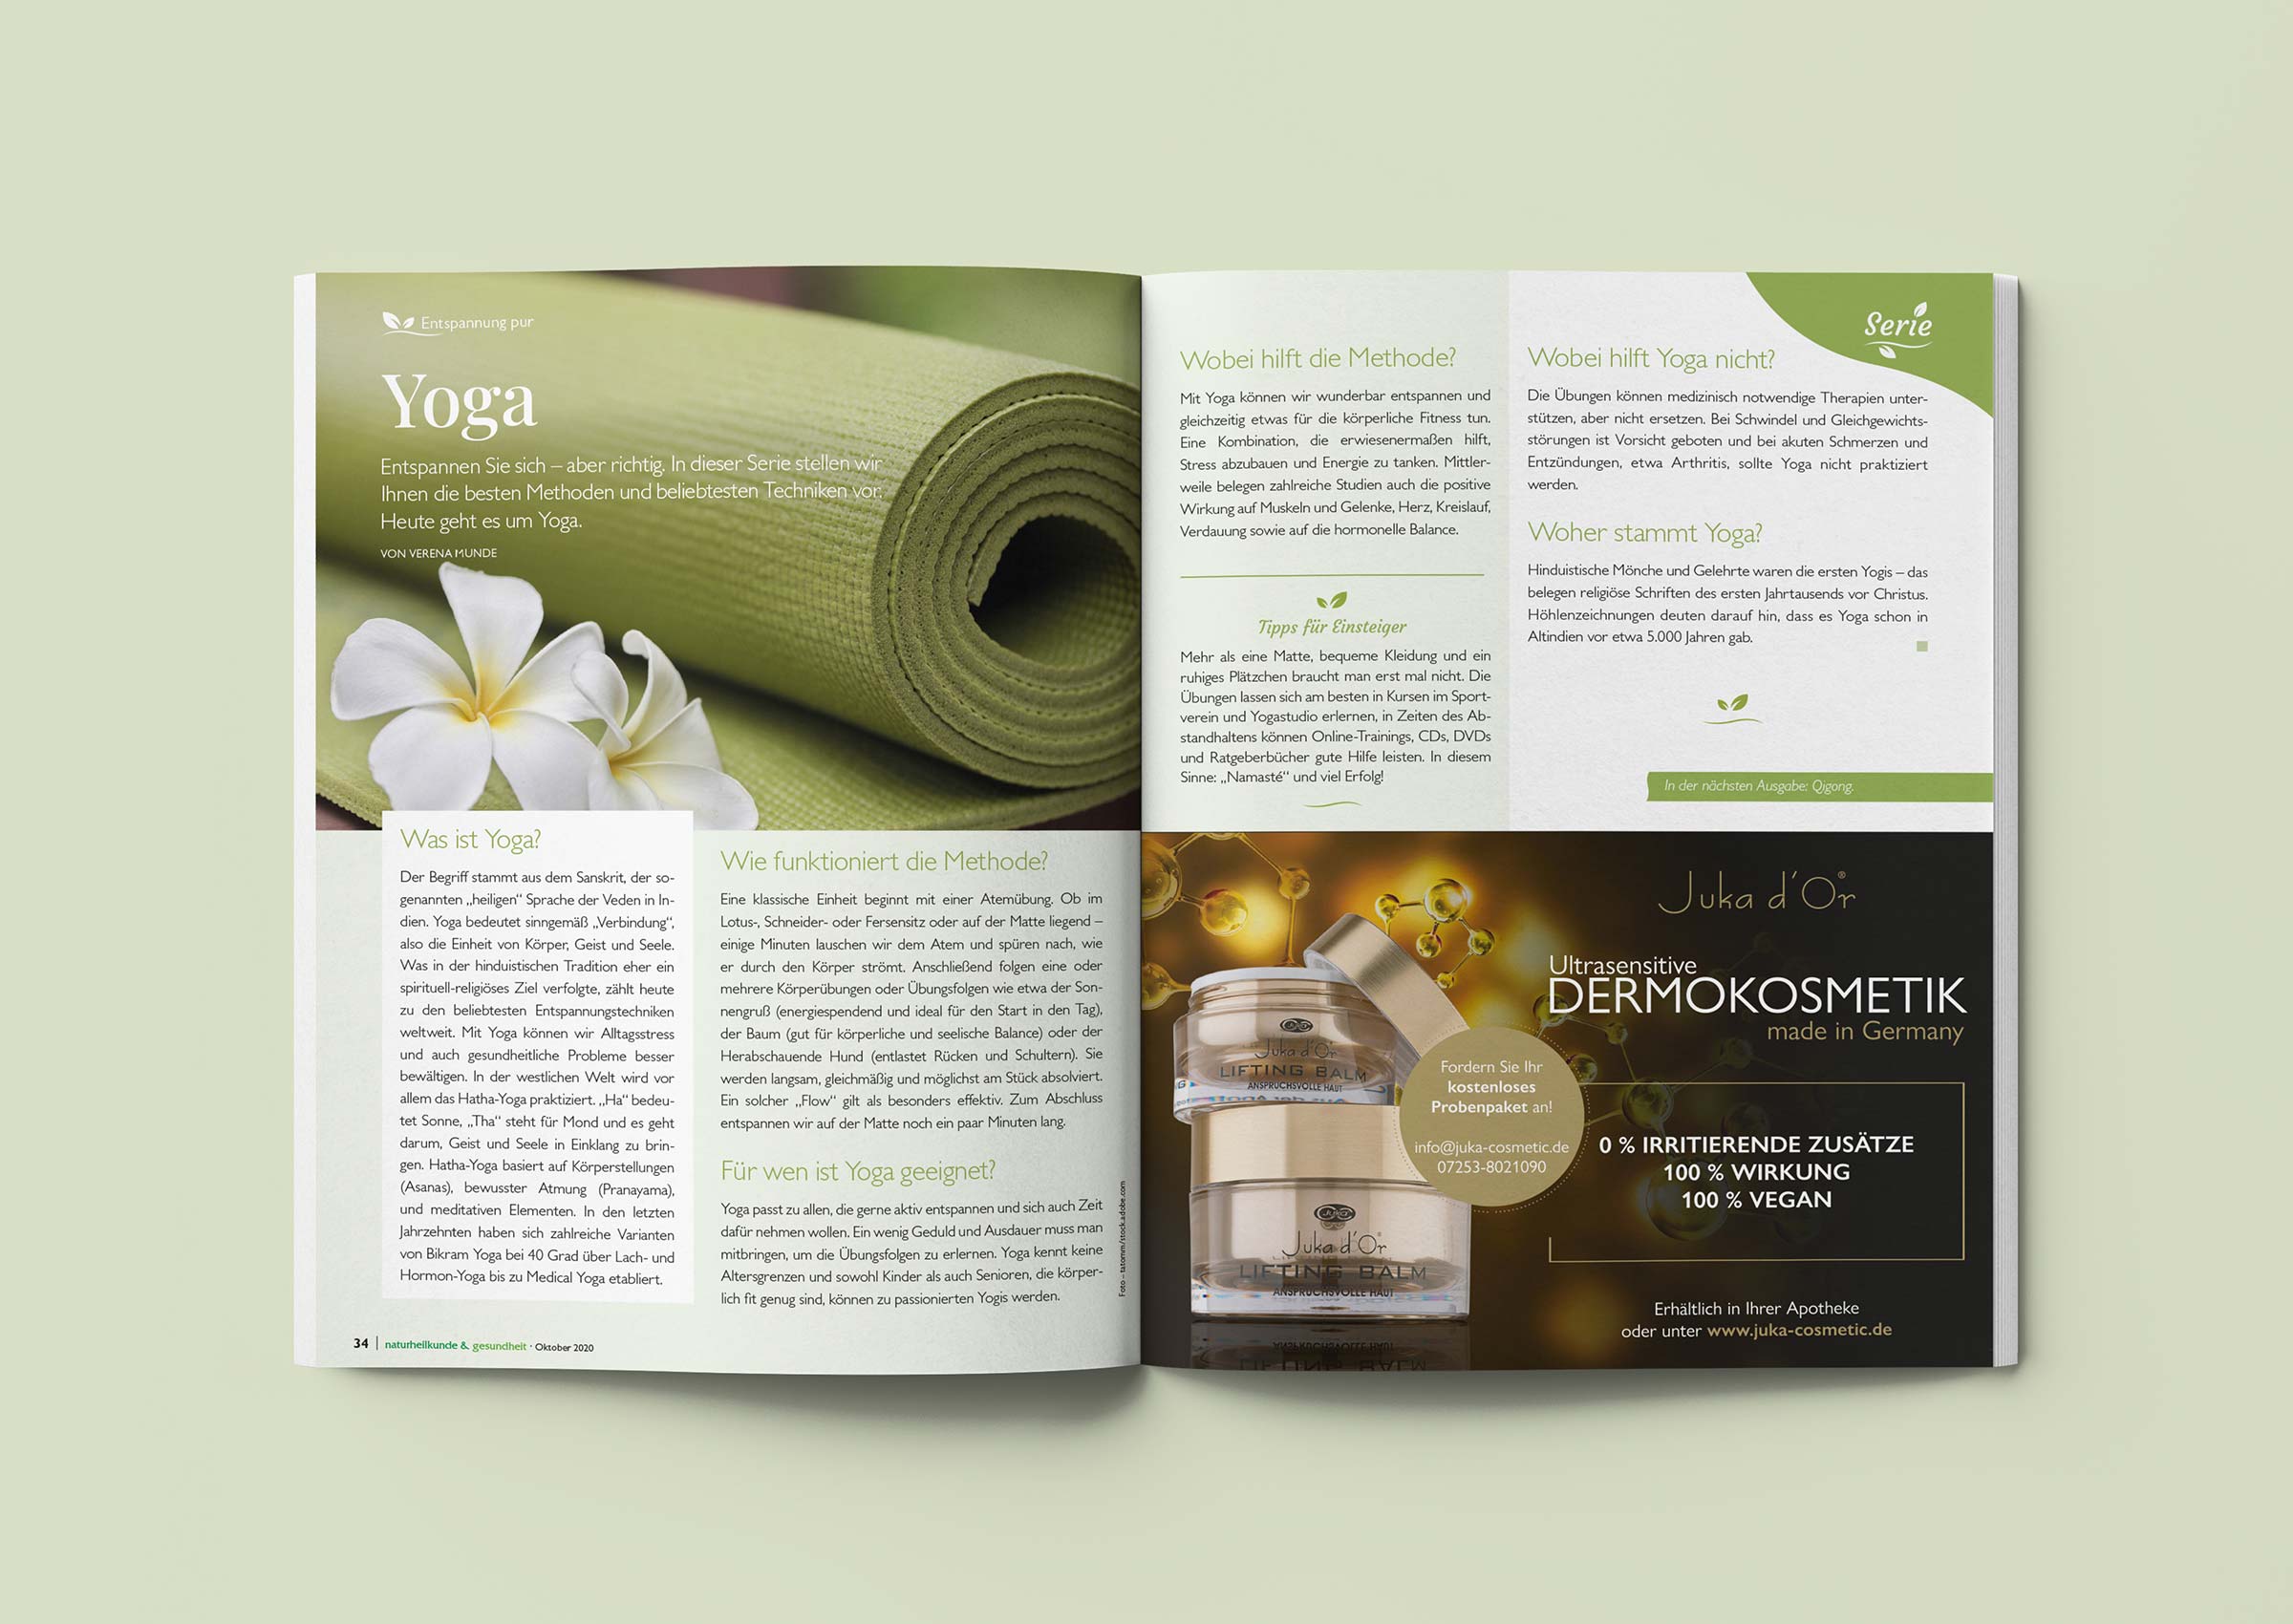 Entspannung pur
Yoga
Entspannen Sie sich – aber richtig. In dieser Serie stellen wir
Ihnen die besten Methoden und beliebtesten Techniken vor.
Heute geht es um Yoga.
VON VERENA MUNDE
Was ist Yoga?
Der Begriff stammt aus dem Sanskrit, der so-
genannten „heiligen“ Sprache der Veden in In-
dien. Yoga bedeutet sinngemäß „Verbindung“,
also die Einheit von Körper, Geist und Seele.
Was in der hinduistischen Tradition eher ein
spirituell-religiöses Ziel verfolgte, zählt heute
zu den beliebtesten Entspannungstechniken
weltweit. Mit Yoga können wir Alltagsstress
und auch gesundheitliche Probleme besser
bewältigen. In der westlichen Welt wird vor
allem das Hatha-Yoga praktiziert. „Ha“ bedeu-
tet Sonne, „Tha“ steht für Mond und es geht
darum, Geist und Seele in Einklang zu brin-
gen. Hatha-Yoga basiert auf Körperstellungen
(Asanas), bewusster Atmung (Pranayama),
und meditativen Elementen. In den letzten
Jahrzehnten haben sich zahlreiche Varianten
von Bikram Yoga bei 40 Grad über Lach- und
Hormon-Yoga bis zu Medical Yoga etabliert.
Wie funktioniert die Methode?
Eine klassische Einheit beginnt mit einer Atemübung. Ob im
Lotus-, Schneider- oder Fersensitz oder auf der Matte liegend –
einige Minuten lauschen wir dem Atem und spüren nach, wie
er durch den Körper strömt. Anschließend folgen eine oder
mehrere Körperübungen oder Übungsfolgen wie etwa der Son-
nengruß (energiespendend und ideal für den Start in den Tag),
der Baum (gut für körperliche und seelische Balance) oder der
Herabschauende Hund (entlastet Rücken und Schultern). Sie
werden langsam, gleichmäßig und möglichst am Stück absolviert.
Ein solcher „Flow“ gilt als besonders effektiv. Zum Abschluss
entspannen wir auf der Matte noch ein paar Minuten lang.
Für wen ist Yoga geeignet?
Yoga passt zu allen, die gerne aktiv entspannen und sich auch Zeit
dafür nehmen wollen. Ein wenig Geduld und Ausdauer muss man
mitbringen, um die Übungsfolgen zu erlernen. Yoga kennt keine
Altersgrenzen und sowohl Kinder als auch Senioren, die körper-
lich fit genug sind, können zu passionierten Yogis werden.
Foto – tatomm/stock.adobe.com
34 | naturheilkunde & gesundheit · Oktober 2020
Wobei hilft die Methode?
Mit Yoga können wir wunderbar entspannen und
gleichzeitig etwas für die körperliche Fitness tun.
Eine Kombination, die erwiesenermaßen hilft,
Stress abzubauen und Energie zu tanken. Mittler-
weile belegen zahlreiche Studien auch die positive
Wirkung auf Muskeln und Gelenke, Herz, Kreislauf,
Verdauung sowie auf die hormonelle Balance.
Tipps für Einsteiger
Mehr als eine Matte, bequeme Kleidung und ein
ruhiges Plätzchen braucht man erst mal nicht. Die
Übungen lassen sich am besten in Kursen im Sport-
verein und Yogastudio erlernen, in Zeiten des Ab-
standhaltens können Online-Trainings, CDs, DVDs
und Ratgeberbücher gute Hilfe leisten. In diesem
Sinne: „Namasté“ und viel Erfolg!
Serie
Wobei hilft Yoga nicht?
Die Übungen können medizinisch notwendige Therapien unter-
stützen, aber nicht ersetzen. Bei Schwindel und Gleichgewichts-
störungen ist Vorsicht geboten und bei akuten Schmerzen und
Entzündungen, etwa Arthritis, sollte Yoga nicht praktiziert
werden.
Woher stammt Yoga?
Hinduistische Mönche und Gelehrte waren die ersten Yogis – das
belegen religiöse Schriften des ersten Jahrtausends vor Christus.
Höhlenzeichnungen deuten darauf hin, dass es Yoga schon in
Altindien vor etwa 5.000 Jahren gab.
In der nächsten Ausgabe: Qigong.
Juka d'Or®
Ultrasensitive
DERMOKOSMETIK
made in Germany
Fordern Sie Ihr
kostenloses
Probenpaket an!
info@juka-cosmetic.de
07253-8021090
0 % IRRITIERENDE ZUSÄTZE
100 % WIRKUNG
100 % VEGAN
Erhältlich in Ihrer Apotheke
oder unter www.juka-cosmetic.de
Juka d'Or
LIFTING BALM
ANSPRUCHSVOLLE HAUT
Juka d'Or
LIFTING BALM
ANSPRUCHSVOLLE HAUT